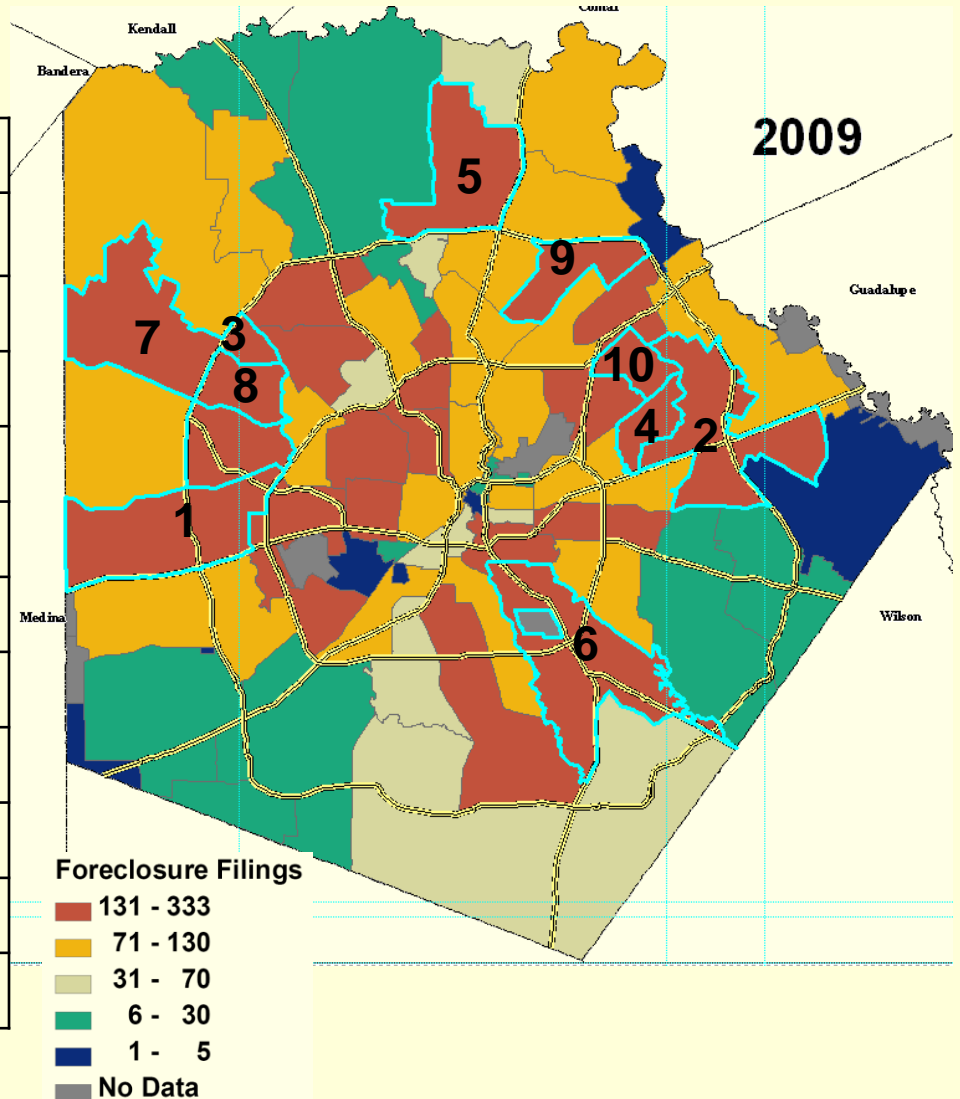 Comal
Kendall
Bandera
2009
5
9
Guadalupe
3
7
10
8
4
2
1
Medina
Wilson
6
Foreclosure Filings
131 - 333
71 - 130
31 - 70
6 - 30
1 - 5
No Data